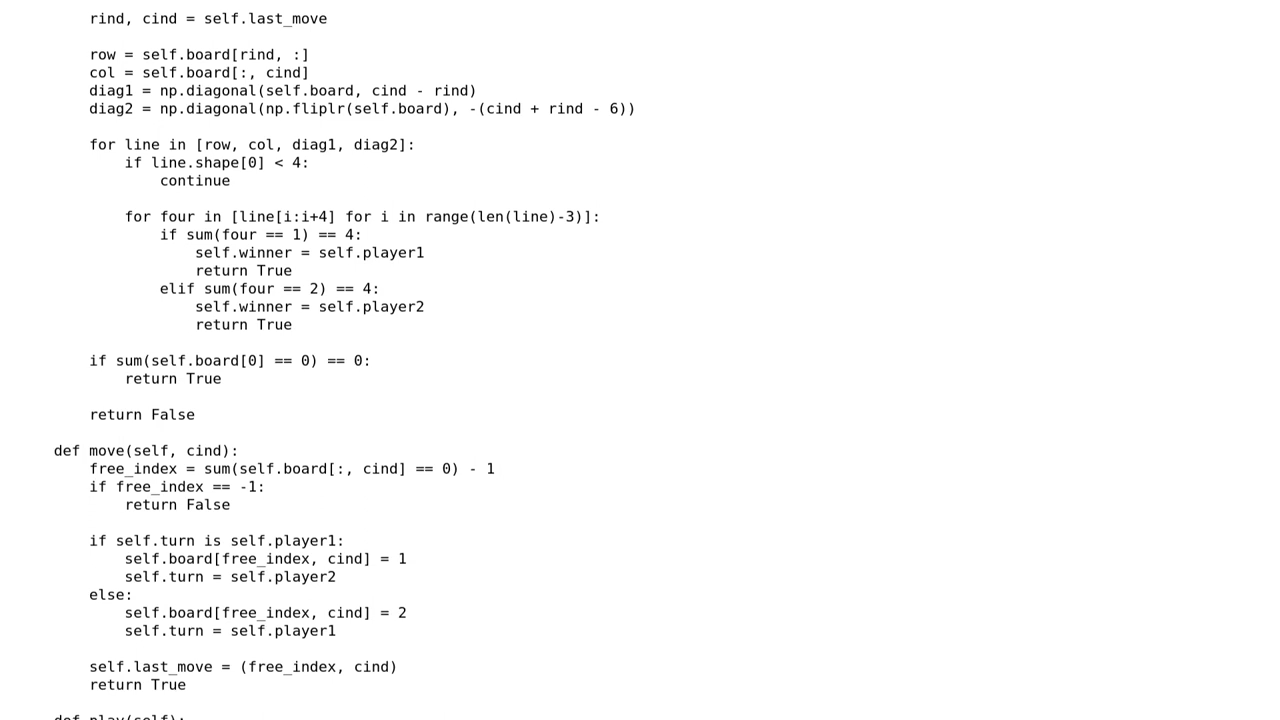 rind, cind = self.last_move
row = self.board[rind, :]
col = self.board[:, cind]
diag1 = np.diagonal(self.board, cind - rind)
diag2 = np.diagonal(np.fliplr(self.board), -(cind + rind - 6))
for line in [row, col, diag1, diag2]:
if line.shape[0] < 4:
continue
for four in [line[i:i+4] for i in range(len(line)-3)]:
if sum(four == 1) == 4:
self.winner = self.player1
return True
elif sum(four == 2) == 4:
self.winner = self.player2
return True
if sum(self.board[0] == 0) == 0:
return True
return False
def move(self, cind):
free_index = sum(self.board[:, cind] == 0) - 1
if free_index == -1:
return False
if self.turn is self.player1:
self.board[free_index, cind] = 1
self.turn = self.player2
else:
self.board[free_index, cind] = 2
self.turn = self.player1
self.last_move = (free_index, cind)
return True
def play(self):